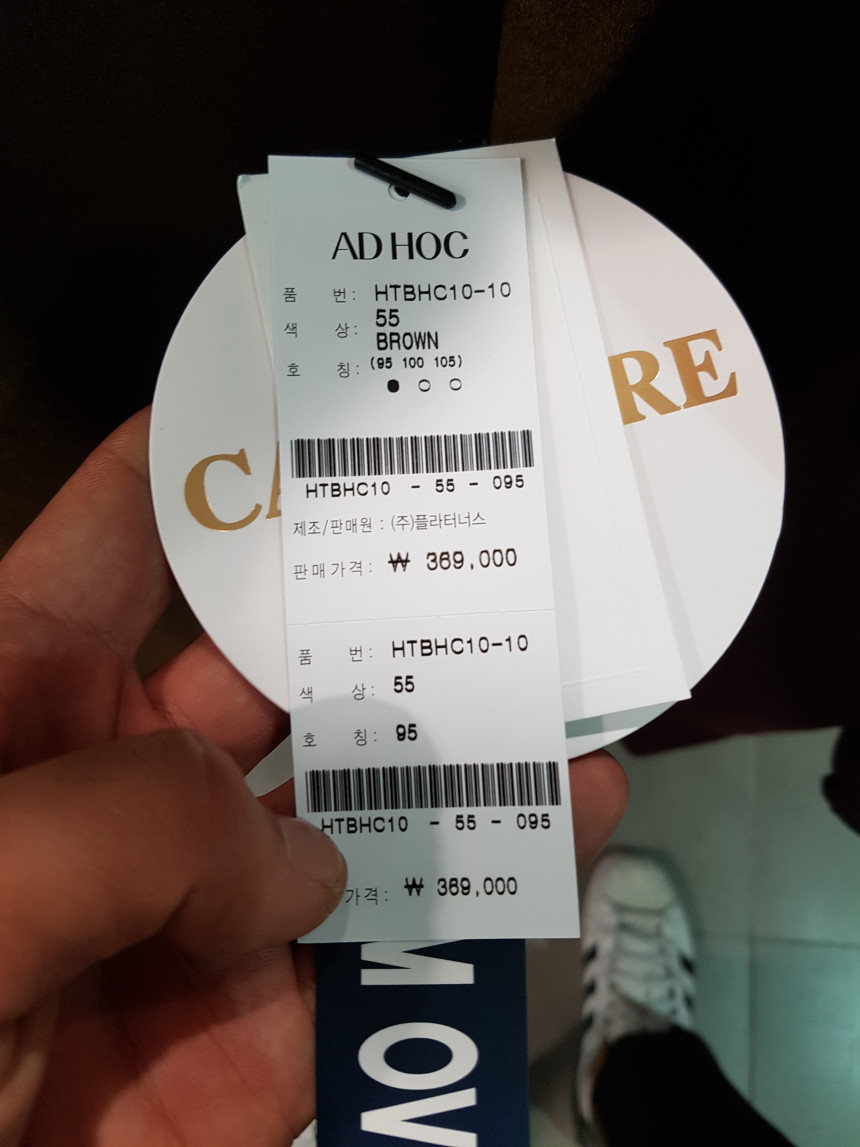 AD HOC
품 번: HTBHC10-10
색 상: 55
BROWN
호 칭: (95 100 105)
HTBHC10 - 55 - 095
제조/판매원 : (주)플라터너스
판매가격: ₩ 369,000
품 번: HTBHC10-10
색 상: 55
호 칭: 95
HTBHC10 - 55 - 095
가격: ₩ 369,000